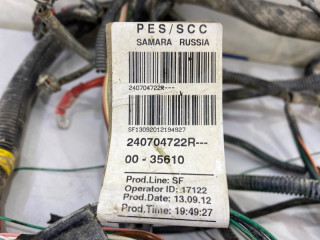 PES/SCC
SAMARA RUSSIA
240704722R---
SF13092012194927
240704722R---
00 - 35610
Prod.Line: SF
Operator ID: 17122
Prod.Date: 13.09.12
Prod.Time: 19:49:27